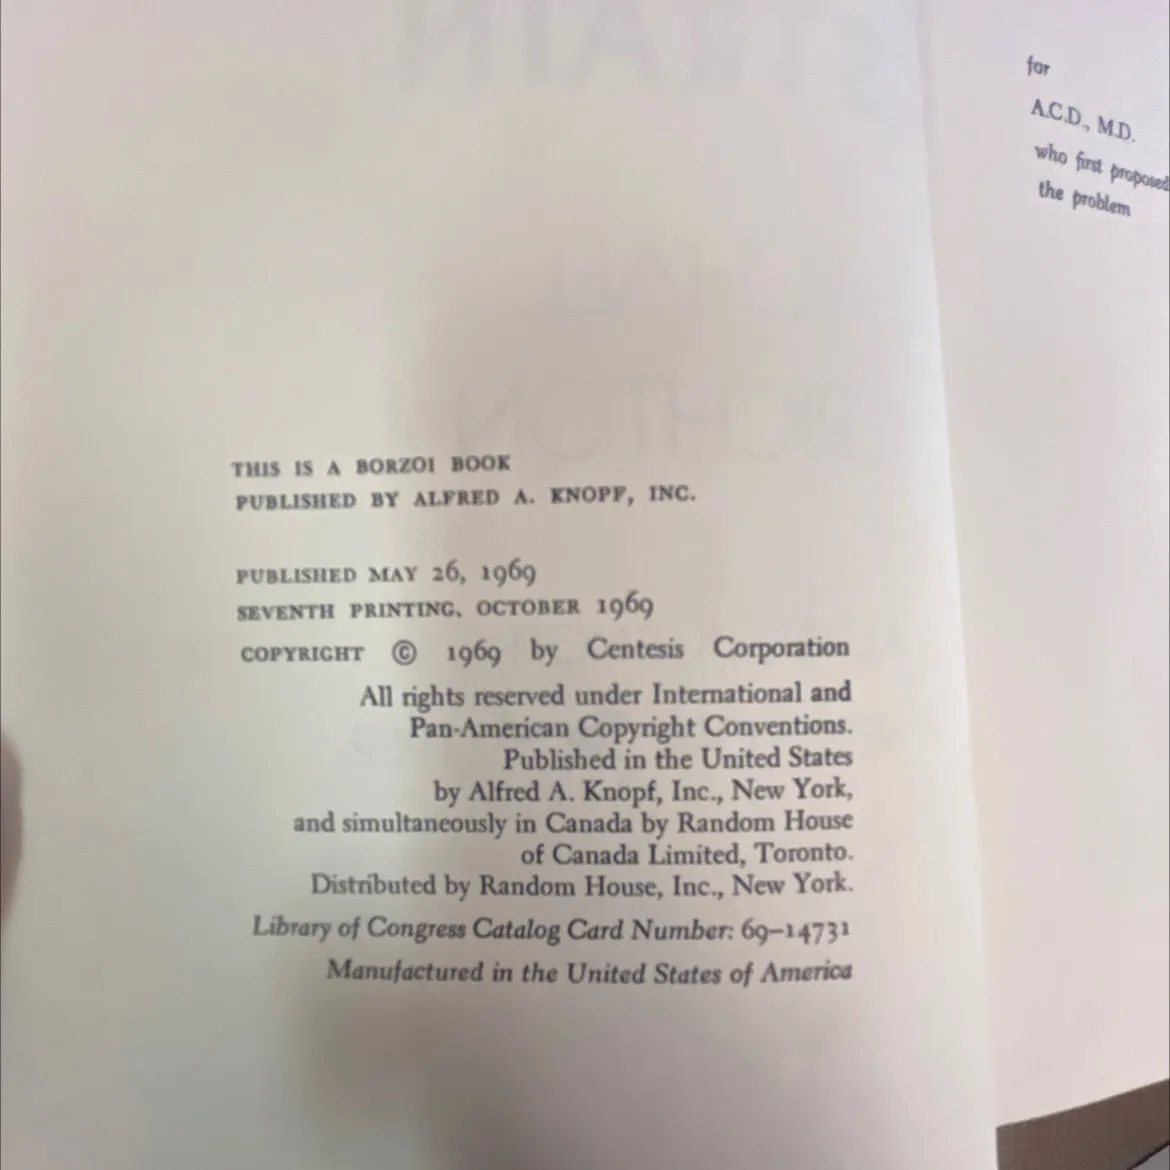 THIS IS A BORZOI BOOK
PUBLISHED BY ALFRED A. KNOPF, INC.
PUBLISHED MAY 26, 1969
SEVENTH PRINTING, OCTOBER 1969
COPYRIGHT © 1969 by Centesis Corporation
All rights reserved under International and
Pan-American Copyright Conventions.
Published in the United States
by Alfred A. Knopf, Inc., New York,
and simultaneously in Canada by Random House
of Canada Limited, Toronto.
Distributed by Random House, Inc., New York.
Library of Congress Catalog Card Number: 69–14731
Manufactured in the United States of America
for
A.C.D., M.D.
who first proposed
the problem